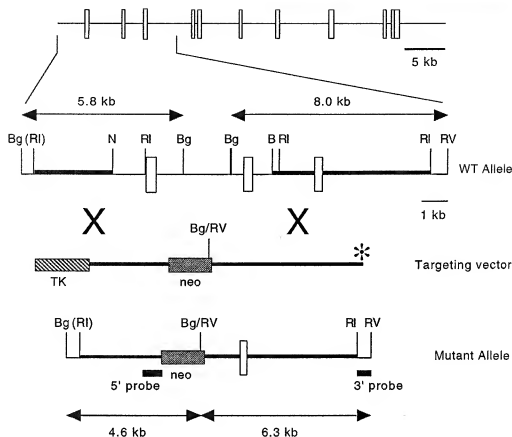 5 kb
5.8 kb 8.0 kb
Bg (RI) N RI Bg Bg B RI RI RV
WT Allele
1 kb
X X
Bg/RV
*
TK neo
Targeting vector
Bg (RI) Bg/RV RI RV
Mutant Allele
5' probe neo 3' probe
4.6 kb 6.3 kb